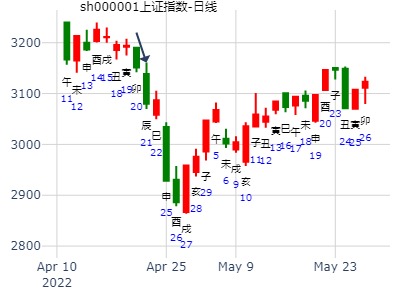 sh000001上证指数-日线
3200
3100
3000
2900
2800
午
11
未
12
申
13
酉
14
戌
15
丑
18
寅
19
卯
20
辰
21
巳
22
申
25
酉
26
戌
27
亥
28
子
29
午
5
未
6
戌
9
亥
10
子
11
丑
12
寅
13
巳
16
午
17
未
18
申
19
酉
20
子
23
丑
24
寅
25
卯
26
Apr 10
2022
Apr 25
May 9
May 23